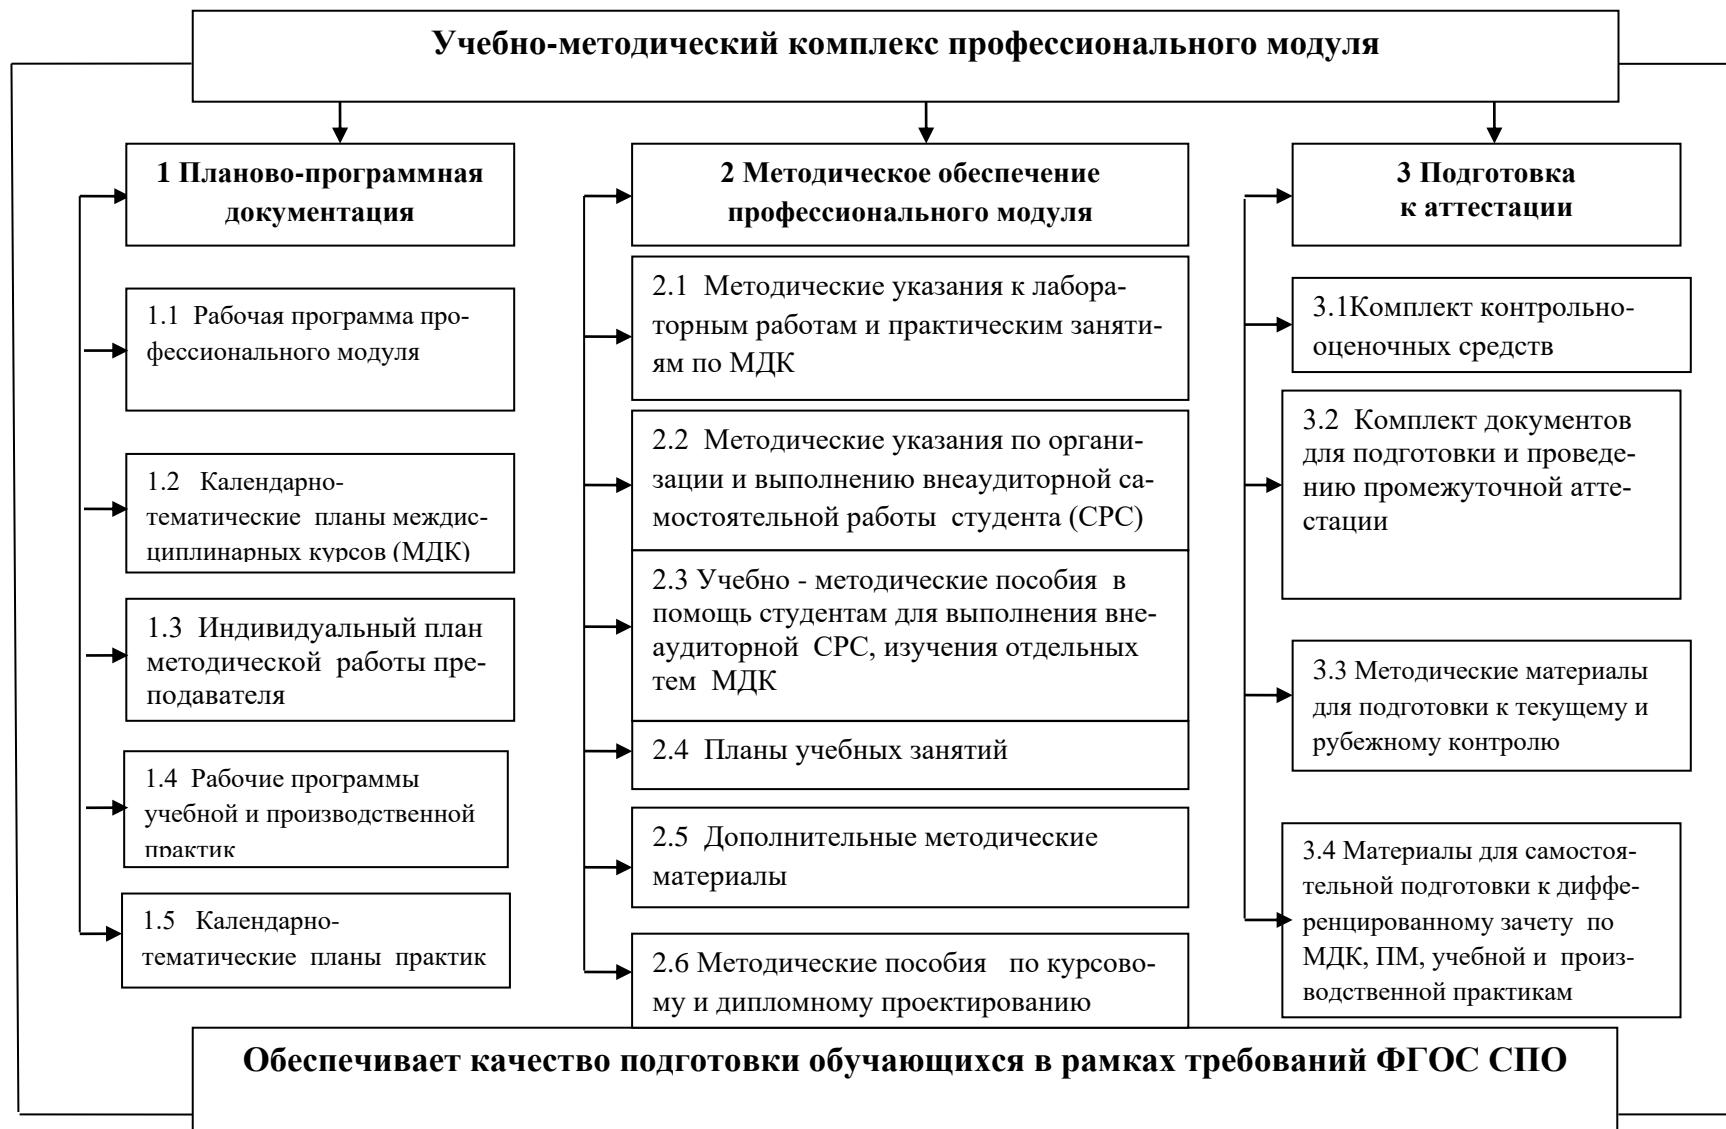 Учебно-методический комплекс профессионального модуля
1 Планово-программная
документация
1.1  Рабочая программа про-
фессионального модуля
1.2   Календарно-
тематические  планы междис-
циплинарных курсов (МДК)
1.3  Индивидуальный план
методической  работы пре-
подавателя
1.4  Рабочие программы
учебной и производственной
практик
1.5   Календарно-
тематические  планы  практик
2 Методическое обеспечение
профессионального модуля
2.1  Методические указания к лабора-
торным работам и практическим заняти-
ям по МДК
2.2  Методические указания по органи-
зации и выполнению внеаудиторной са-
мостоятельной работы  студента (СРС)
2.3 Учебно - методические пособия  в
помощь студентам для выполнения вне-
аудиторной  СРС, изучения отдельных
тем  МДК
2.4  Планы учебных занятий
2.5  Дополнительные методические
материалы
2.6 Методические пособия   по курсово-
му и дипломному проектированию
3 Подготовка
к аттестации
3.1Комплект контрольно-
оценочных средств
3.2  Комплект документов
для подготовки и проведе-
нию промежуточной атте-
стации
3.3 Методические материалы
для подготовки к текущему и
рубежному контролю
3.4 Материалы для самостоя-
тельной подготовки к диффе-
ренцированному зачету  по
МДК, ПМ, учебной и  произ-
водственной практикам
Обеспечивает качество подготовки обучающихся в рамках требований ФГОС СПО